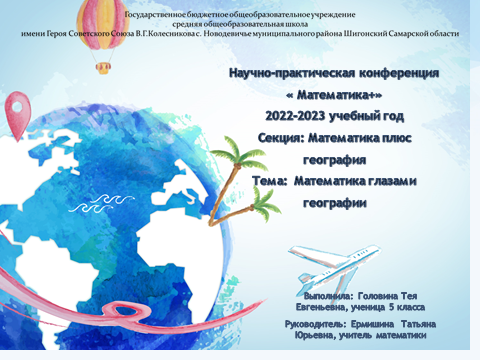 Государственное бюджетное общеобразовательное учреждение
средняя общеобразовательная школа
имени Героя Советского Союза В.Г.Колесникова с. Новодевичье муниципального района Шигонский Самарской области
Научно-практическая конференция
« Математика+»
2022-2023 учебный год
Секция: Математика плюс
география
Тема: Математика глазами
географии
Выполнила: Головина Тея
Евгеньевна, ученица 5 класса
Руководитель: Ермишина Татьяна
Юрьевна, учитель математики